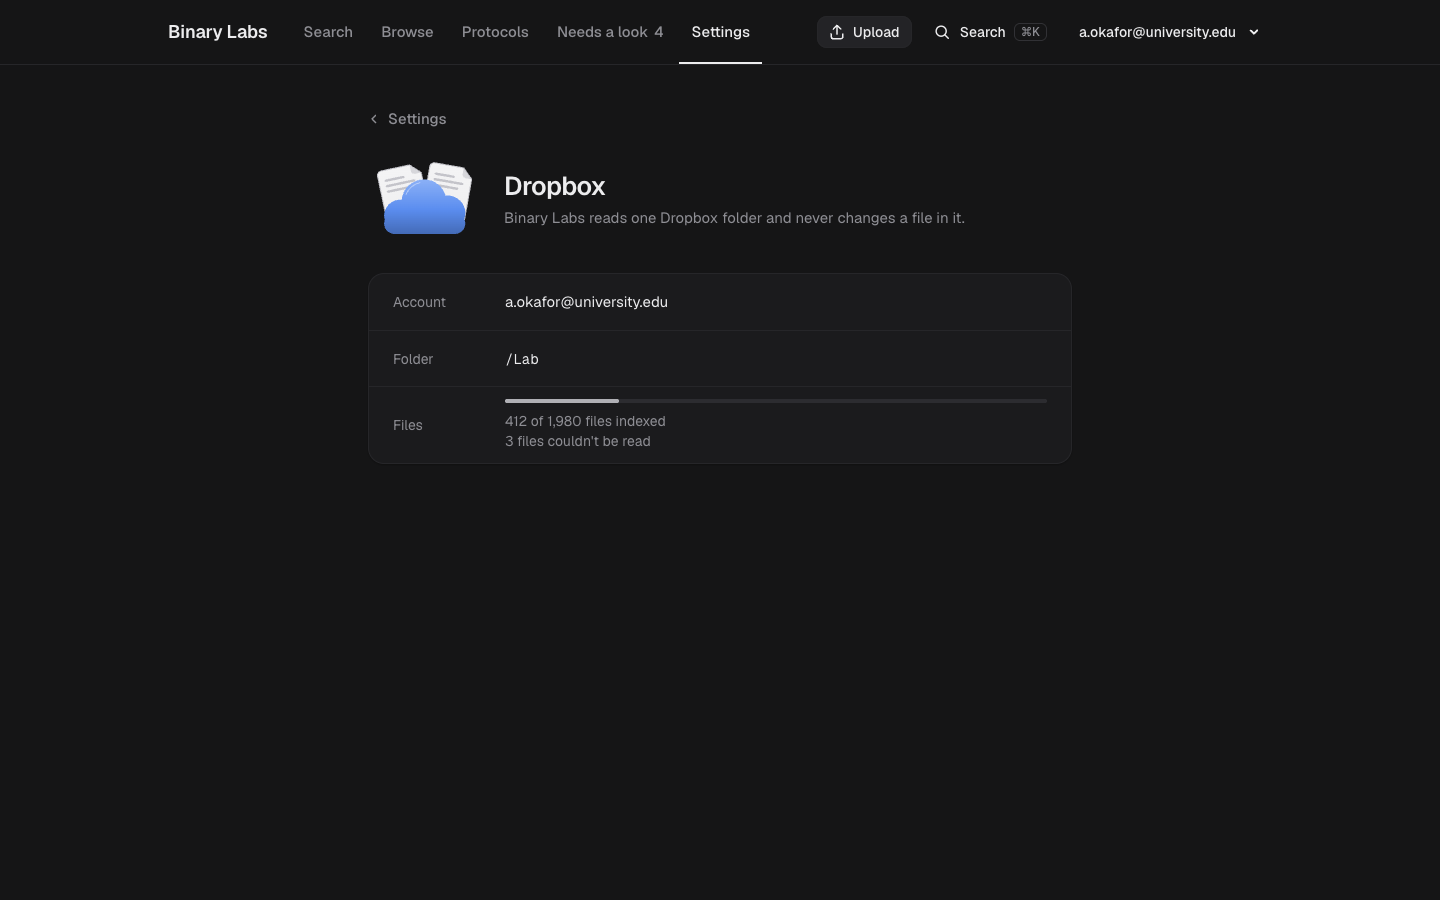 Binary Labs Search Browse Protocols Needs a look 4 Settings Upload Search ⌘K a.okafor@university.edu
Settings
Dropbox
Binary Labs reads one Dropbox folder and never changes a file in it.
Account a.okafor@university.edu
Folder /Lab
Files
412 of 1,980 files indexed
3 files couldn't be read